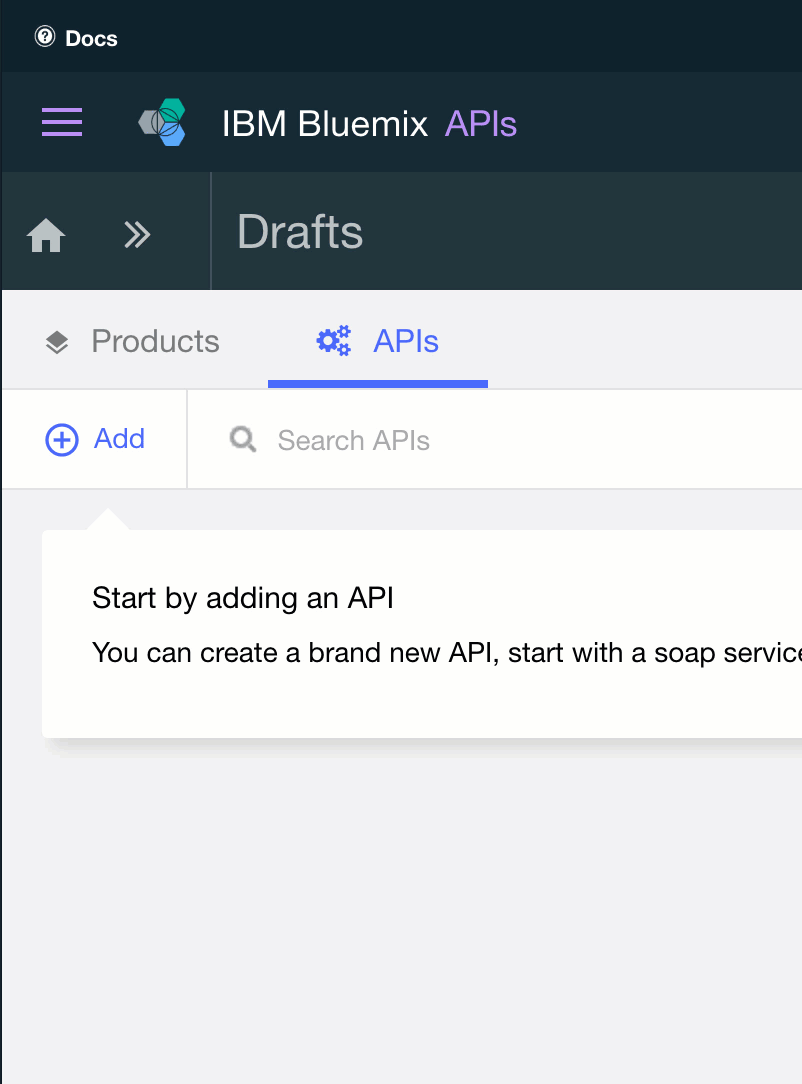 Docs
IBM Bluemix APIs
Drafts
Products APIs
Add Search APIs
Start by adding an API
You can create a brand new API, start with a soap service